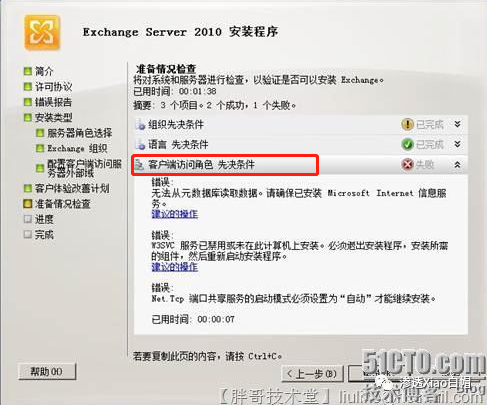 Exchange Server 2010 安装程序
简介
许可协议
错误报告
安装类型
服务器角色选择
Exchange 组织
配置客户端访问服
务器外部域
客户体验改善计划
准备情况检查
进度
完成
准备情况检查
将对系统和服务器进行检查，以验证是否可以安装 Exchange。
已用时间: 00:01:38
摘要: 3 个项目。2 个成功，1 个失败。
组织先决条件 已完成
语言 先决条件 已完成
客户端访问角色 先决条件 失败
错误:
无法从元数据库读取数据。请确保已安装 Microsoft Internet 信息服
务。
建议的操作
错误:
W3SVC 服务已禁用或未在此计算机上安装。必须退出安装程序，安装所需
的组件，然后重新启动安装程序。
建议的操作
错误:
Net.Tcp 端口共享服务的启动模式必须设置为“自动”才能继续安装。
已用时间: 00:00:07
若要复制此页的内容，请按 Ctrl+C。
帮助(H)
<上一步(B)
51CTO.com
技术博客 Blog
渗透Xiao白帽
【胖哥技术堂】